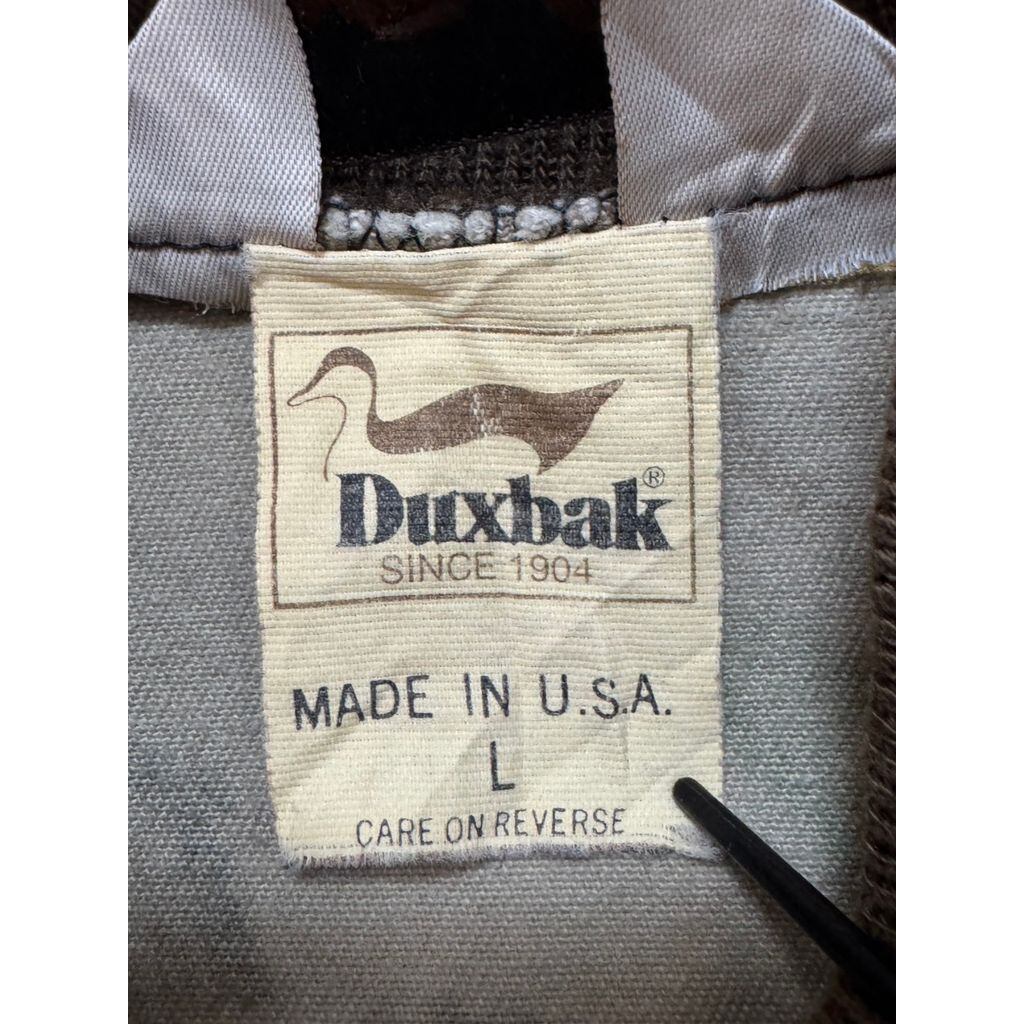 Duxbak®
SINCE 1904
MADE IN U.S.A.
L
CARE ON REVERSE